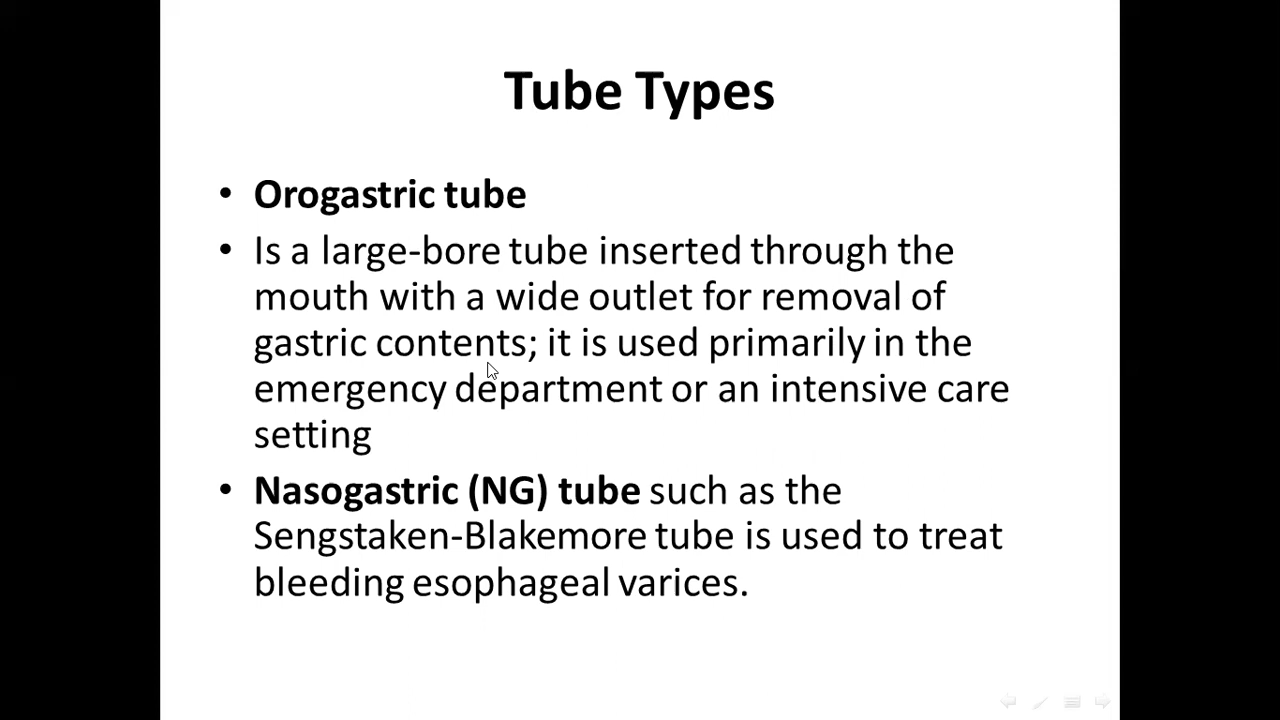 Tube Types
• Orogastric tube
• Is a large-bore tube inserted through the
mouth with a wide outlet for removal of
gastric contents; it is used primarily in the
emergency department or an intensive care
setting
• Nasogastric (NG) tube such as the
Sengstaken-Blakemore tube is used to treat
bleeding esophageal varices.